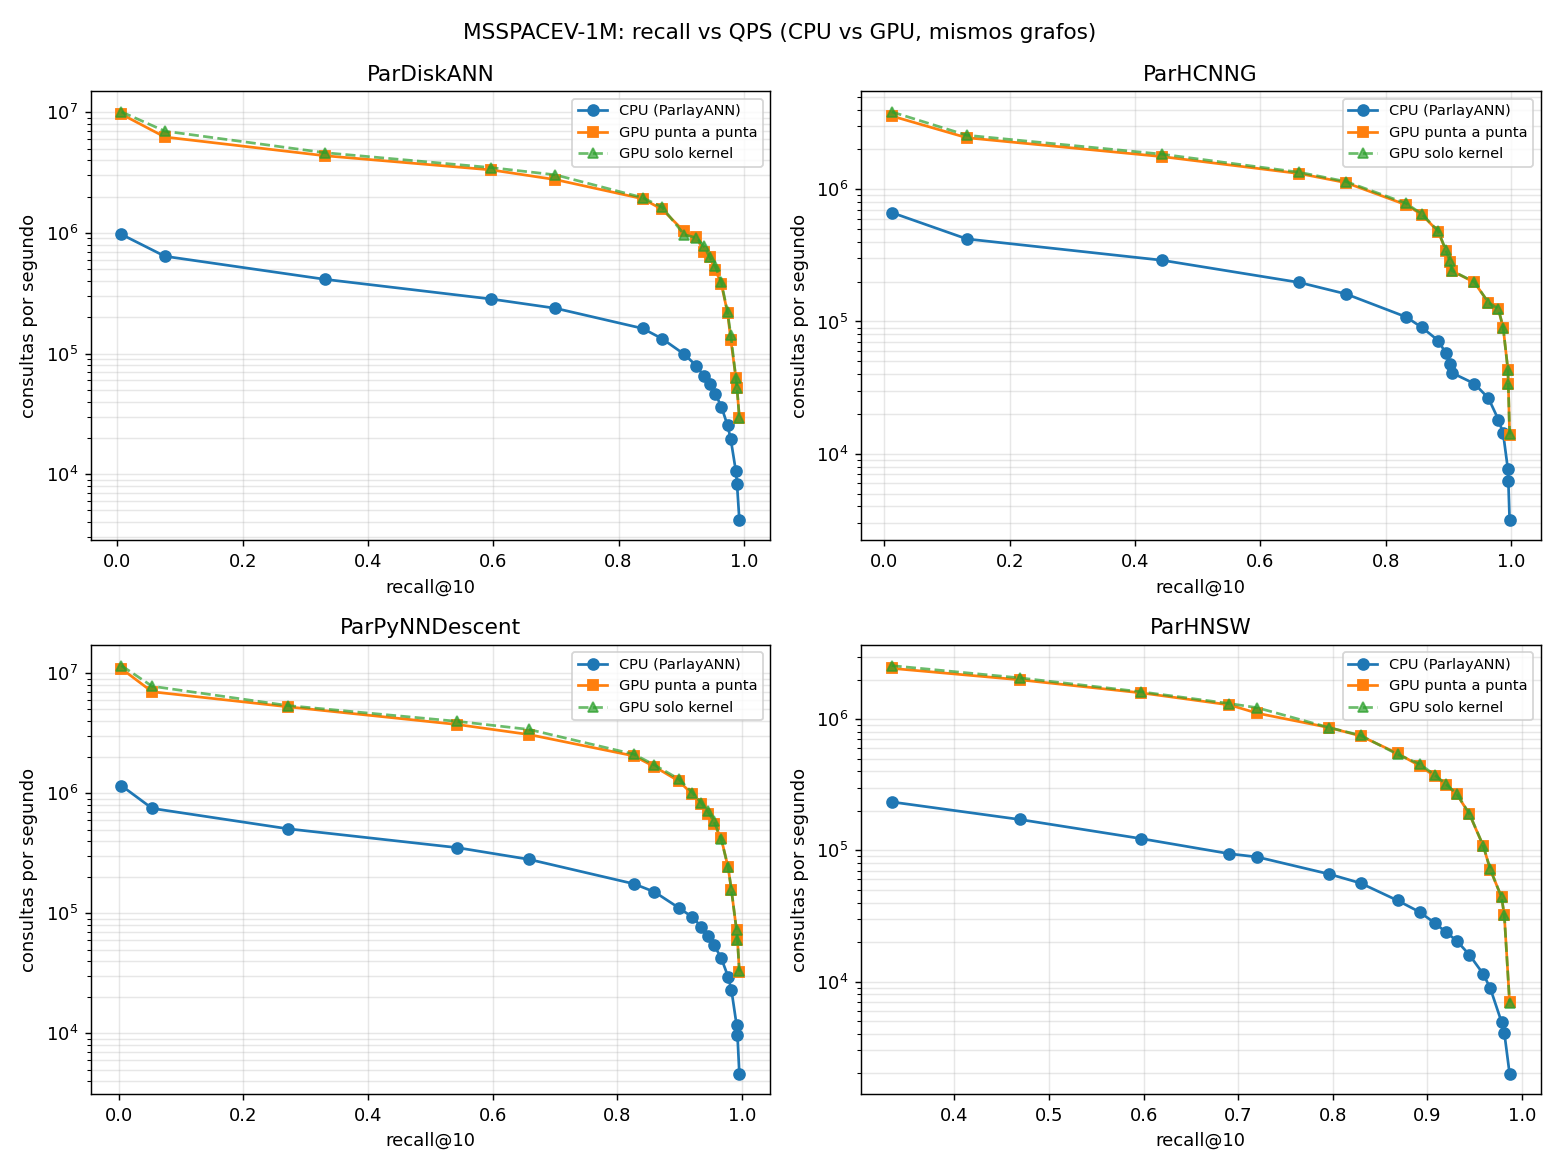 MSSPACEV-1M: recall vs QPS (CPU vs GPU, mismos grafos)
ParDiskANN
CPU (ParlayANN)
GPU punta a punta
GPU solo kernel
consultas por segundo
10⁷
10⁶
10⁵
10⁴
0.0 0.2 0.4 0.6 0.8 1.0
recall@10
ParHCNNG
CPU (ParlayANN)
GPU punta a punta
GPU solo kernel
consultas por segundo
10⁶
10⁵
10⁴
0.0 0.2 0.4 0.6 0.8 1.0
recall@10
ParPyNNDescent
CPU (ParlayANN)
GPU punta a punta
GPU solo kernel
consultas por segundo
10⁷
10⁶
10⁵
10⁴
0.0 0.2 0.4 0.6 0.8 1.0
recall@10
ParHNSW
CPU (ParlayANN)
GPU punta a punta
GPU solo kernel
consultas por segundo
10⁶
10⁵
10⁴
0.4 0.5 0.6 0.7 0.8 0.9 1.0
recall@10